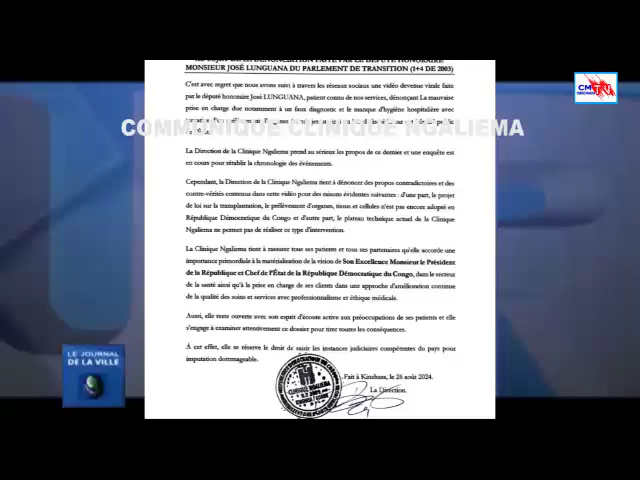 MONSIEUR JOSÉ LUNGUANA DU PARLEMENT DE TRANSITION (1+4 DE 2003)
C'est avec regret que nous avons suivi à travers les réseaux sociaux une vidéo devenue virale faite
par le député honoraire José LUNGUANA, patient connu de nos services, dénonçant La mauvaise
prise en charge due notamment à un faux diagnostic et le manque d'hygiène hospitalière avec
COMMUNIQUE CLINIQUE NGALIEMA
La Direction de la Clinique Ngaliema prend au sérieux les propos de ce dernier et une enquête est
en cours pour rétablir la chronologie des événements.
Cependant, la Direction de la Clinique Ngaliema tient à dénoncer des propos contradictoires et des
contre-vérités contenus dans cette vidéo pour des raisons évidentes suivantes : d'une part, le projet
de loi sur la transplantation, le prélèvement d'organes, tissus et cellules n'est pas encore adopté en
République Démocratique du Congo et d'autre part, le plateau technique actuel de la Clinique
Ngaliema ne permet pas de réaliser ce type d'intervention.
La Clinique Ngaliema tient à rassurer tous ses patients et tous ses partenaires qu'elle accorde une
importance primordiale à la matérialisation de la vision de Son Excellence Monsieur le Président
de la République et Chef de l'État de la République Démocratique du Congo, dans le secteur
de la santé ainsi qu'à la prise en charge de ses clients dans une approche d'amélioration continue
de la qualité des soins et services avec professionnalisme et éthique médicale.
Aussi, elle reste ouverte avec son esprit d'écoute active aux préoccupations de ses patients et elle
s'engage à examiner attentivement ce dossier pour tirer toutes les conséquences.
À cet effet, elle se réserve le droit de saisir les instances judiciaires compétentes du pays pour
imputation dommageable.
Fait à Kinshasa, le 26 août 2024.
La Direction.
CLINIQUE NGALIEMA
LE JOURNAL
DE LA VILLE